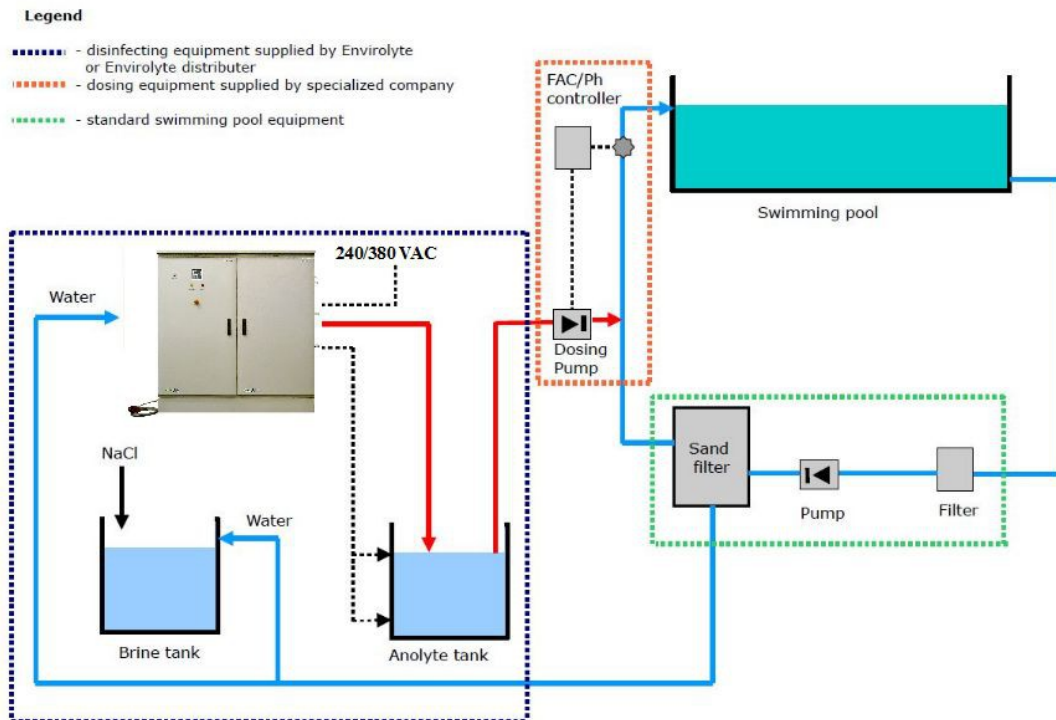 Legend
- disinfecting equipment supplied by Envirolyte
or Envirolyte distributer
- dosing equipment supplied by specialized company
- standard swimming pool equipment
FAC/Ph
controller
Swimming pool
240/380 VAC
Water
Dosing
Pump
NaCl
Sand
filter
Water
Pump
Filter
Brine tank
Anolyte tank